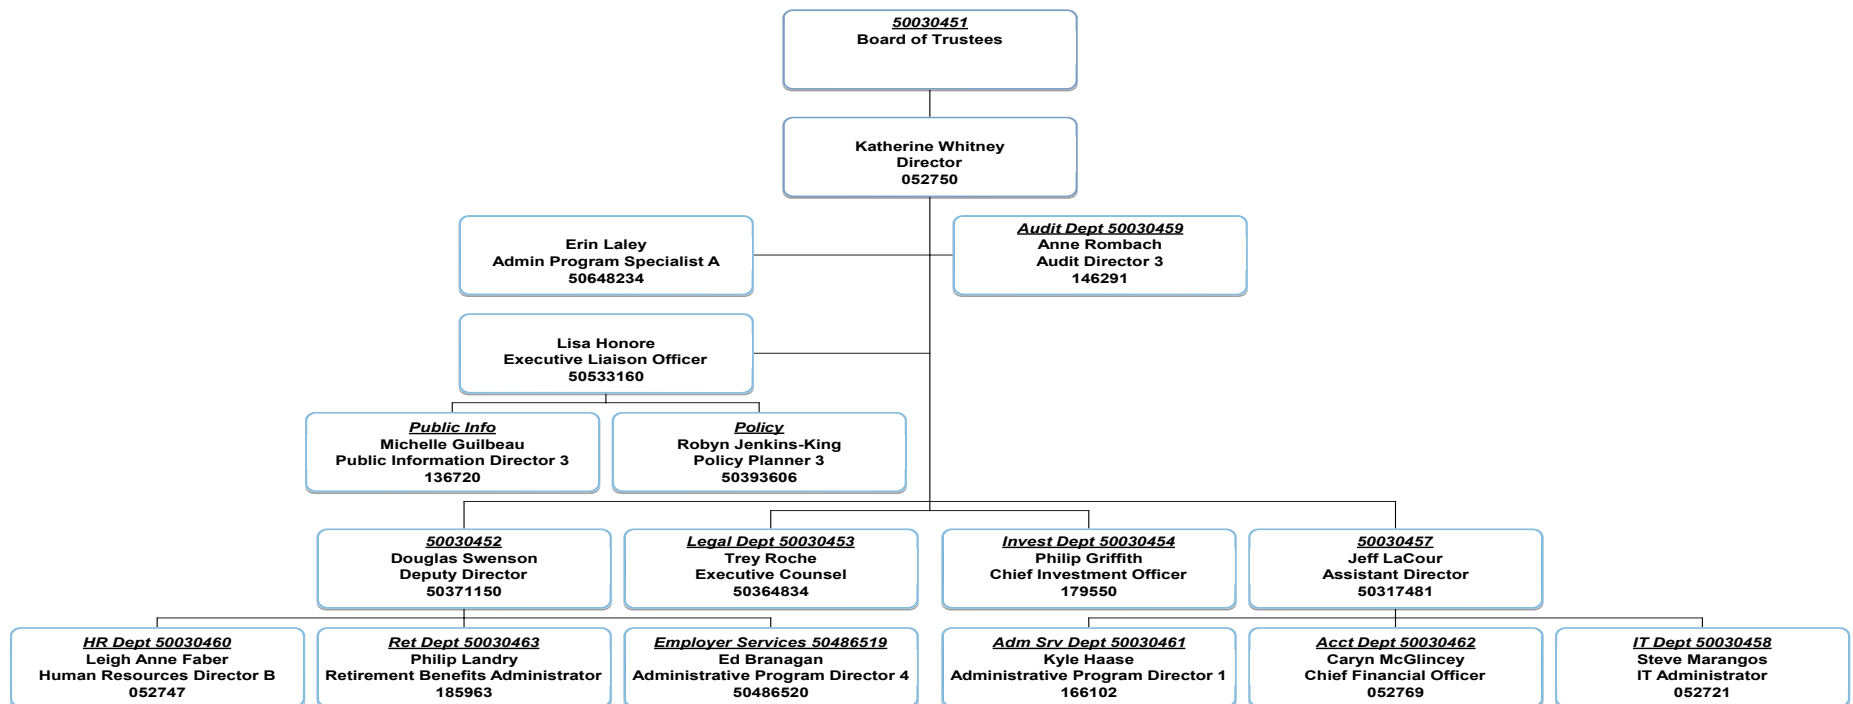 50030451
Board of Trustees
Katherine Whitney
Director
052750
Erin Laley
Admin Program Specialist A
50648234
Audit Dept 50030459
Anne Rombach
Audit Director 3
146291
Lisa Honore
Executive Liaison Officer
50533160
Public Info
Michelle Guilbeau
Public Information Director 3
136720
Policy
Robyn Jenkins-King
Policy Planner 3
50393606
50030452
Douglas Swenson
Deputy Director
50371150
Legal Dept 50030453
Trey Roche
Executive Counsel
50364834
Invest Dept 50030454
Philip Griffith
Chief Investment Officer
179550
50030457
Jeff LaCour
Assistant Director
50317481
HR Dept 50030460
Leigh Anne Faber
Human Resources Director B
052747
Ret Dept 50030463
Philip Landry
Retirement Benefits Administrator
185963
Employer Services 50486519
Ed Branagan
Administrative Program Director 4
50486520
Adm Srv Dept 50030461
Kyle Haase
Administrative Program Director 1
166102
Acct Dept 50030462
Caryn McGlincey
Chief Financial Officer
052769
IT Dept 50030458
Steve Marangos
IT Administrator
052721